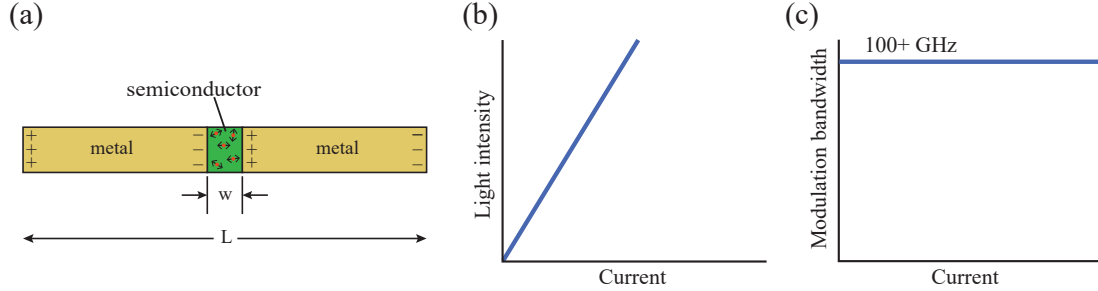 (a)
semiconductor
+ − + −
metal metal
+ − + −
+ − + −
w
L
(b)
Light intensity
Current
(c)
100+ GHz
Modulation bandwidth
Current